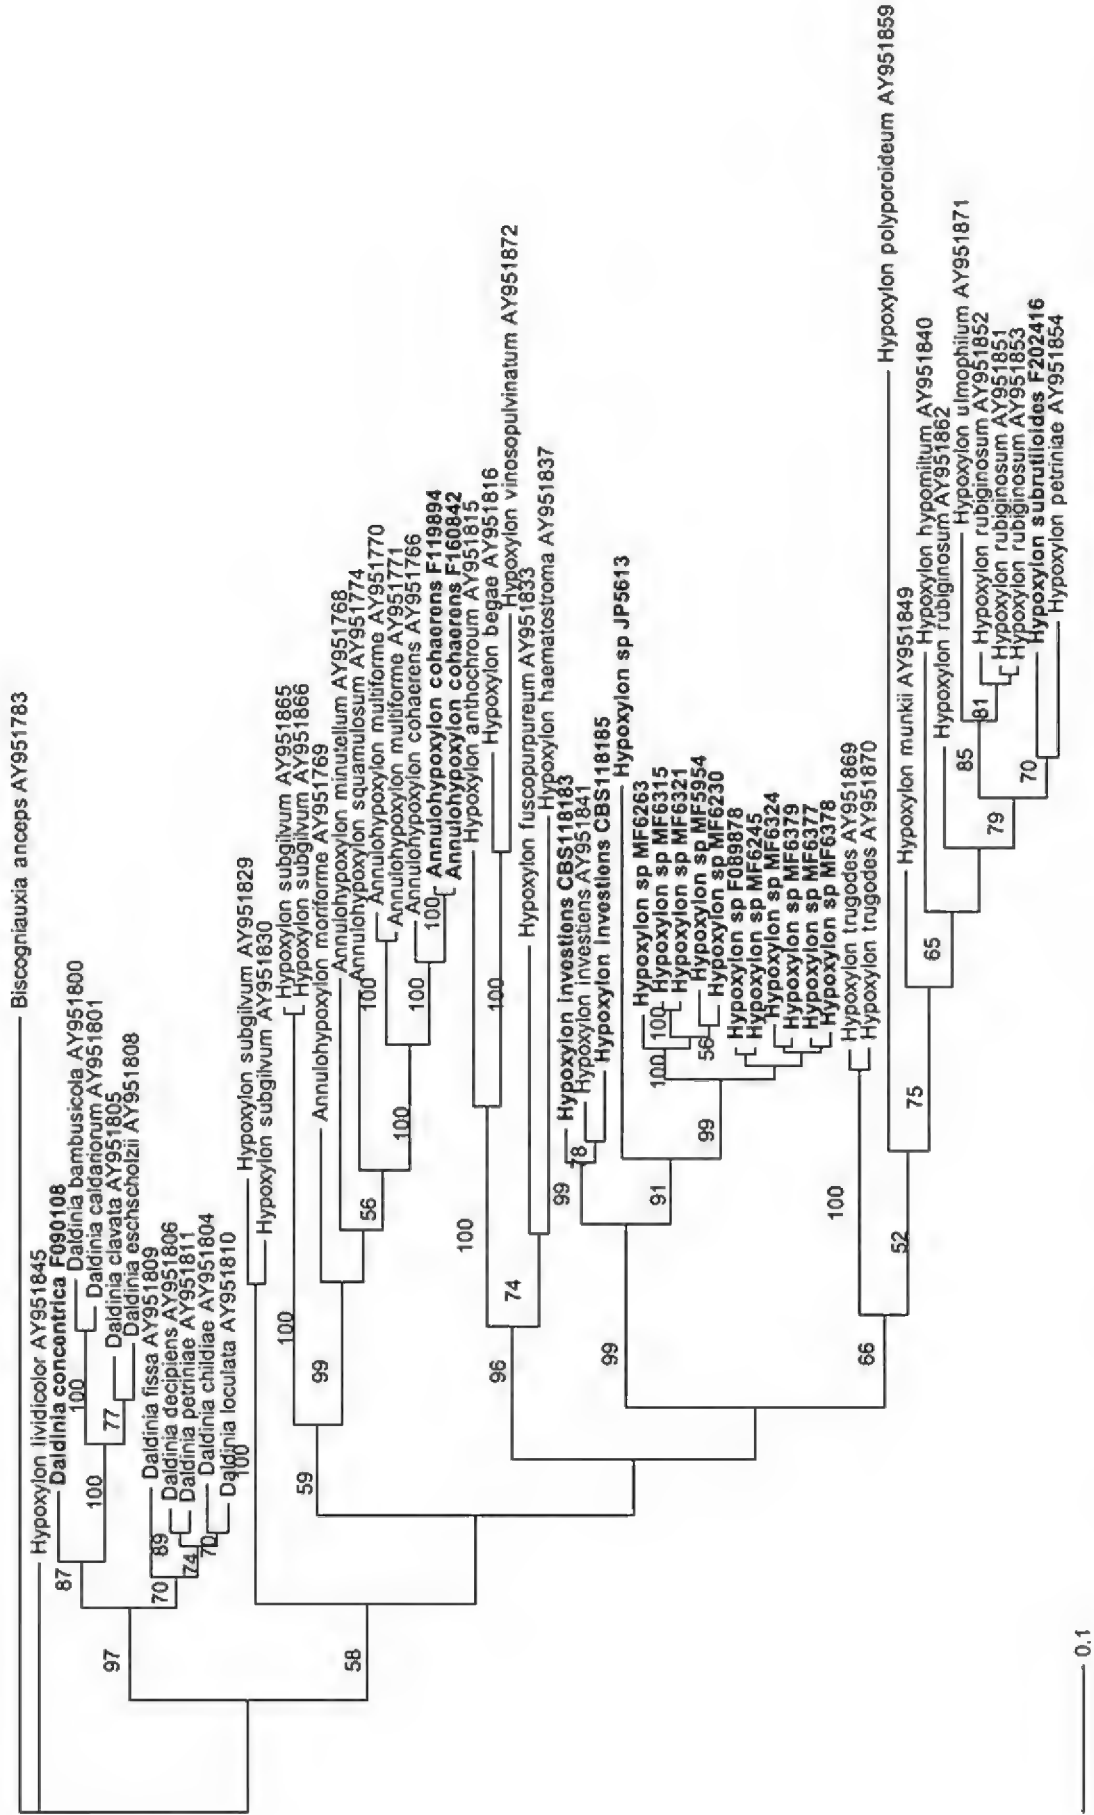 Biscogniauxia anceps AY951783
Hypoxylon lividicolor AY951845
Daldinia concentrica F090108
87
Daldinia bambusicola AY951800
100
Daldinia caldariorum AY951801
100
Daldinia clavata AY951805
77
Daldinia eschscholzii AY951808
97
Daldinia fissa AY951809
70
Daldinia decipiens AY951806
89
Daldinia petriniae AY951811
74
Daldinia childiae AY951804
70
Daldinia loculata AY951810
100
Hypoxylon subgilvum AY951829
Hypoxylon subgilvum AY951830
58
Hypoxylon subgilvum AY951865
100
Hypoxylon subgilvum AY951866
59
Annulohypoxylon moriforme AY951769
99
Annulohypoxylon minutellum AY951768
Annulohypoxylon squamulosum AY951774
56
100
Annulohypoxylon multiforme AY951770
Annulohypoxylon multiforme AY951771
100
Annulohypoxylon cohaerens AY951766
100
Annulohypoxylon cohaerens F119894
100
Annulohypoxylon cohaerens F160842
Hypoxylon anthochroum AY951815
100
Hypoxylon begae AY951816
100
Hypoxylon vinosopulvinatum AY951872
96
74
Hypoxylon fuscopurpureum AY951833
Hypoxylon haematostroma AY951837
Hypoxylon investiens CBS118183
99
78
Hypoxylon investiens AY951841
Hypoxylon investiens CBS118185
99
Hypoxylon sp JP5613
91
Hypoxylon sp MF6263
100
100
Hypoxylon sp MF6315
Hypoxylon sp MF6321
Hypoxylon sp MF5954
56
99
Hypoxylon sp MF6230
Hypoxylon sp F089878
Hypoxylon sp MF6245
Hypoxylon sp MF6324
Hypoxylon sp MF6379
Hypoxylon sp MF6377
Hypoxylon sp MF6378
100
Hypoxylon trugodes AY951869
66
Hypoxylon trugodes AY951870
Hypoxylon polyporoideum AY951859
52
Hypoxylon munkii AY951849
75
Hypoxylon hypomiltum AY951840
65
Hypoxylon rubiginosum AY951862
Hypoxylon ulmophilum AY951871
85
81
Hypoxylon rubiginosum AY951852
79
Hypoxylon rubiginosum AY951851
Hypoxylon rubiginosum AY951853
70
Hypoxylon subrutiloides F202416
Hypoxylon petriniae AY951854
0.1